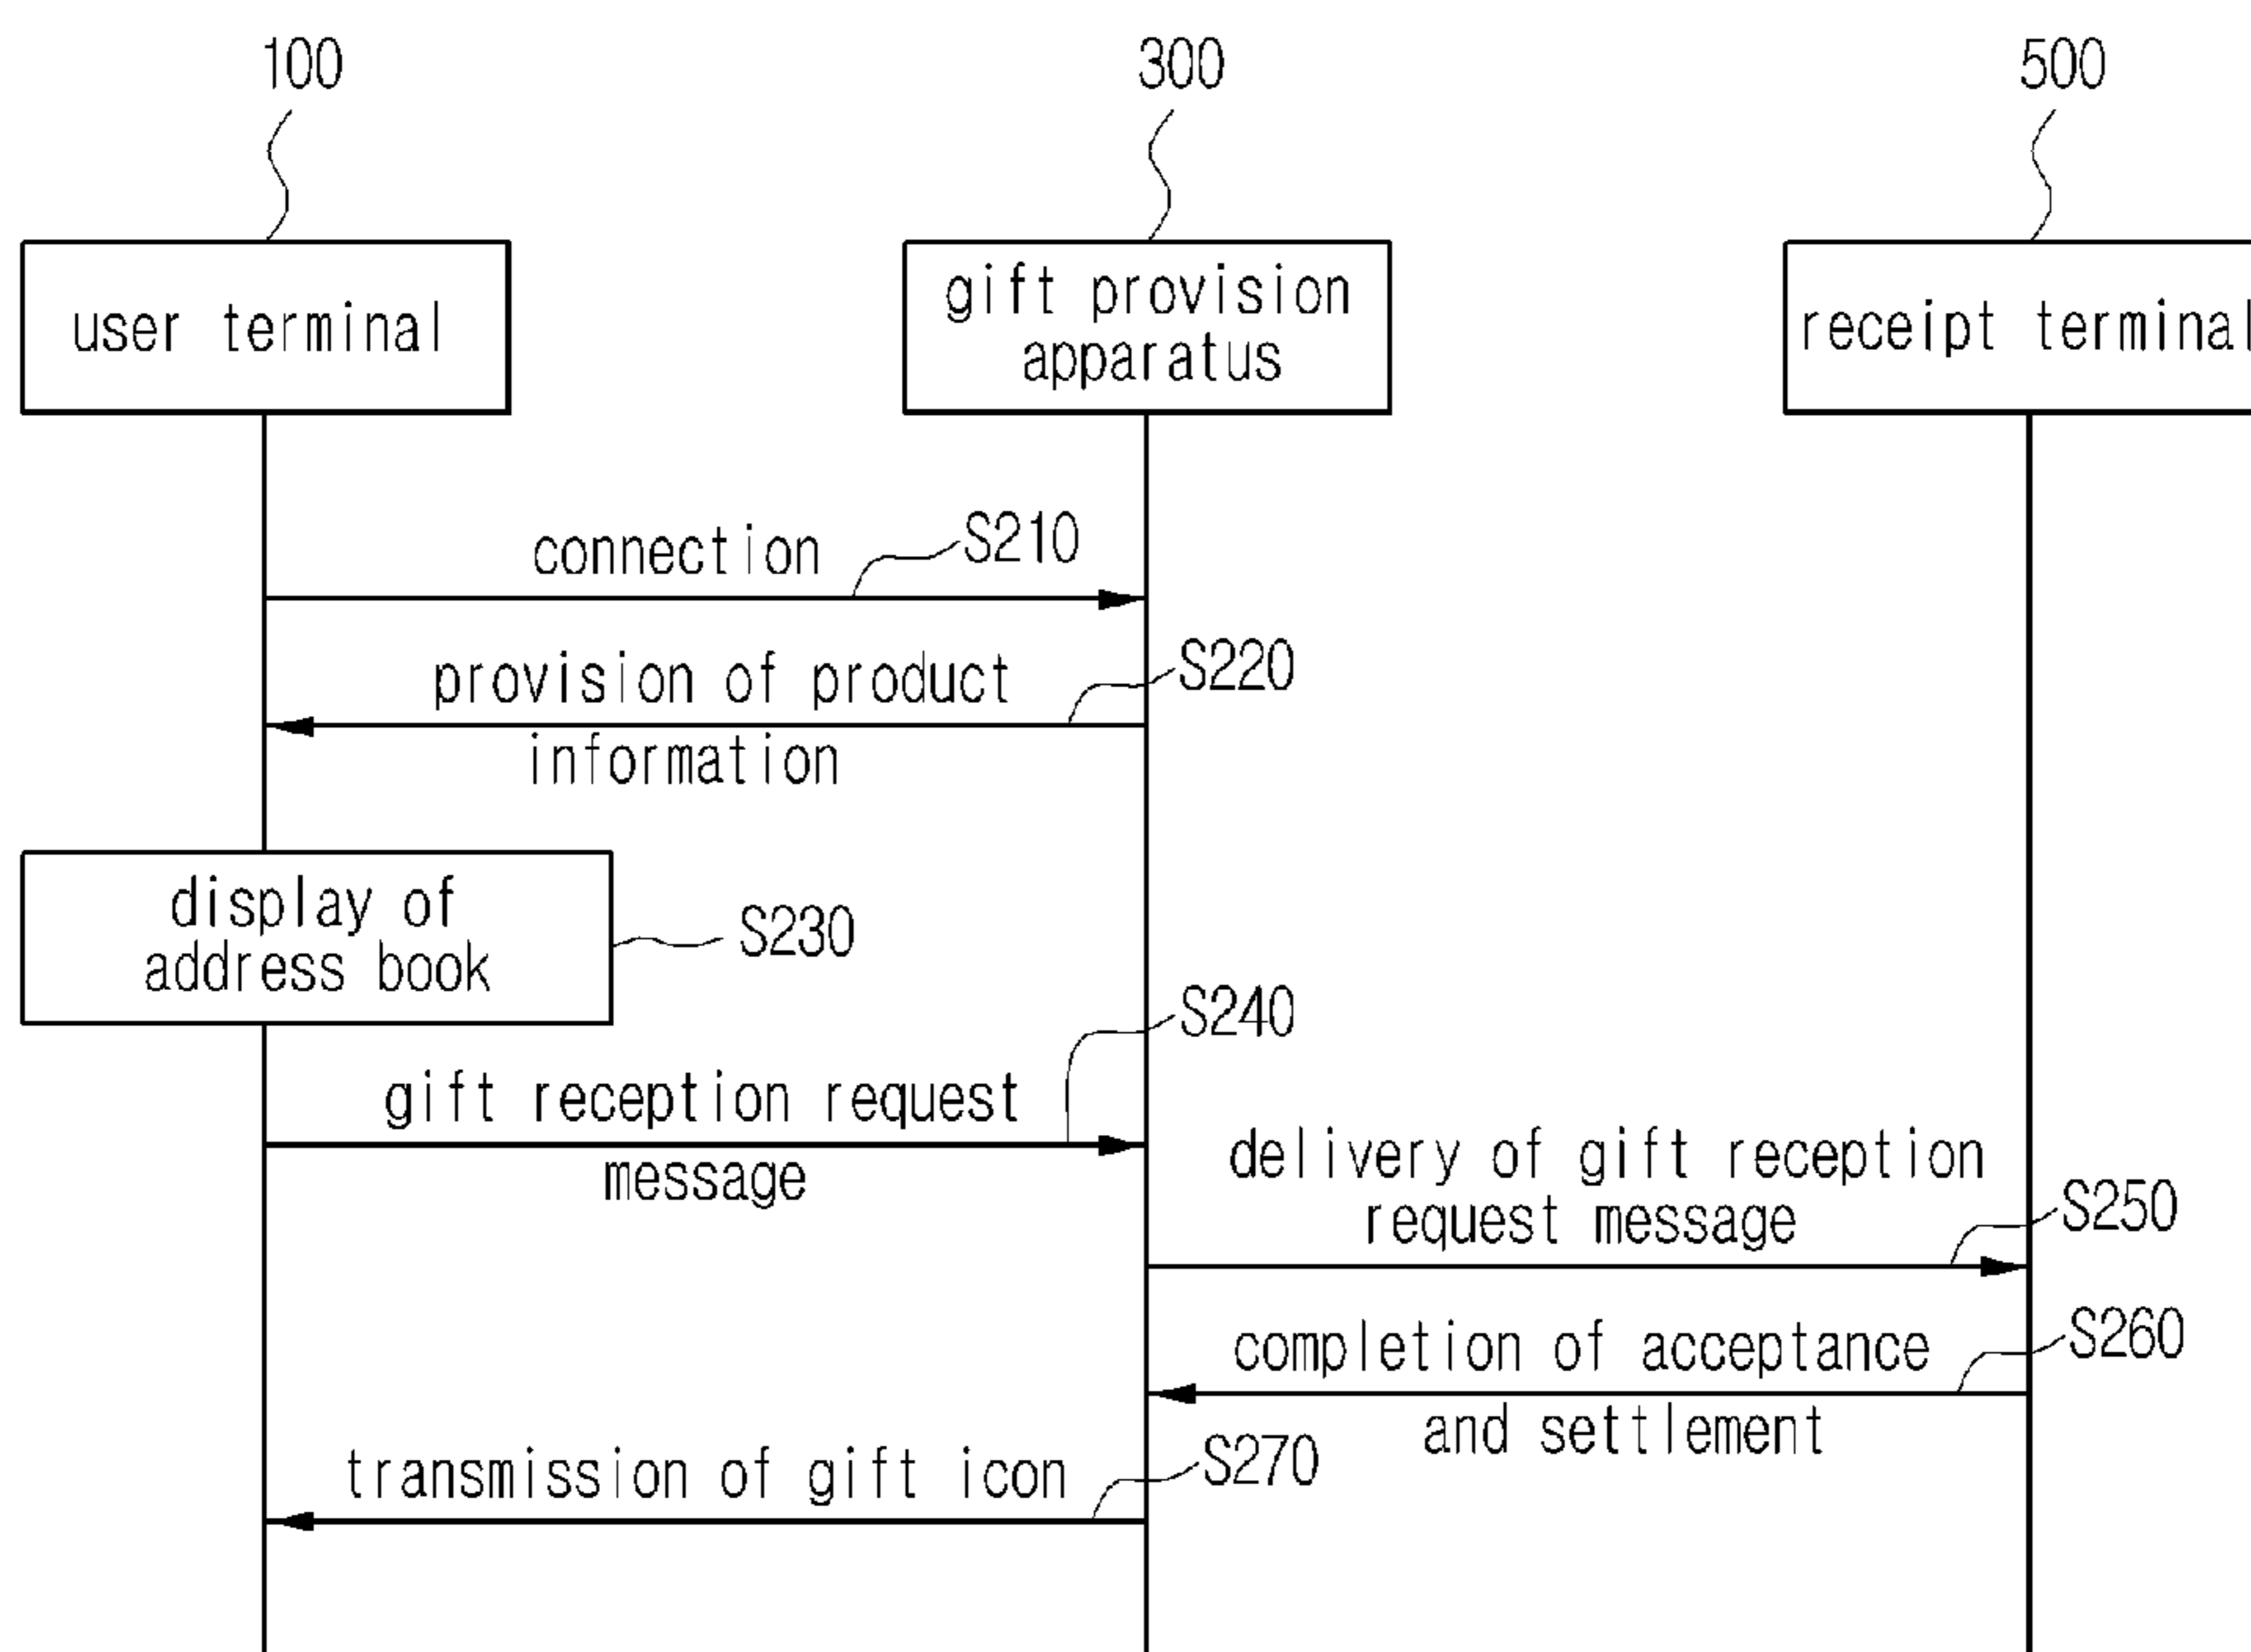 100
300
500
user terminal
gift provision
apparatus
receipt terminal
connection
S210
provision of product
S220
information
display of
address book
S230
S240
gift reception request
message
delivery of gift reception
request message
S250
completion of acceptance
S260
and settlement
transmission of gift icon
S270